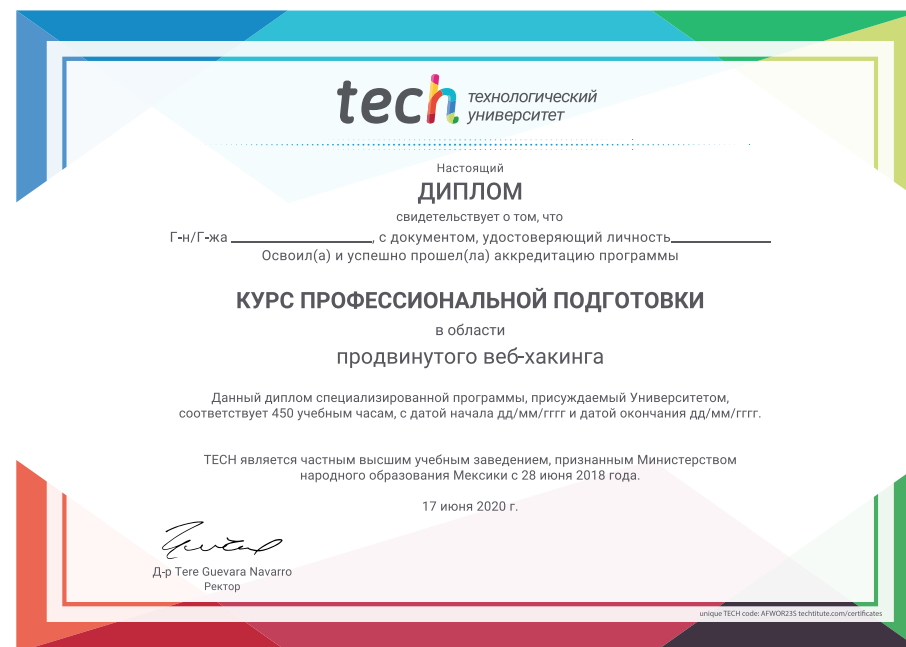 tech технологический
университет
Настоящий
ДИПЛОМ
свидетельствует о том, что
Г-н/Г-жа ____________________, с документом, удостоверяющий личность______________
Освоил(а) и успешно прошел(ла) аккредитацию программы
КУРС ПРОФЕССИОНАЛЬНОЙ ПОДГОТОВКИ
в области
продвинутого веб-хакинга
Данный диплом специализированной программы, присуждаемый Университетом,
соответствует 450 учебным часам, с датой начала дд/мм/гггг и датой окончания дд/мм/гггг.
TECH является частным высшим учебным заведением, признанным Министерством
народного образования Мексики с 28 июня 2018 года.
17 июня 2020 г.
Д-р Tere Guevara Navarro
Ректор
unique TECH code: AFWOR23S techtitute.com/certificates